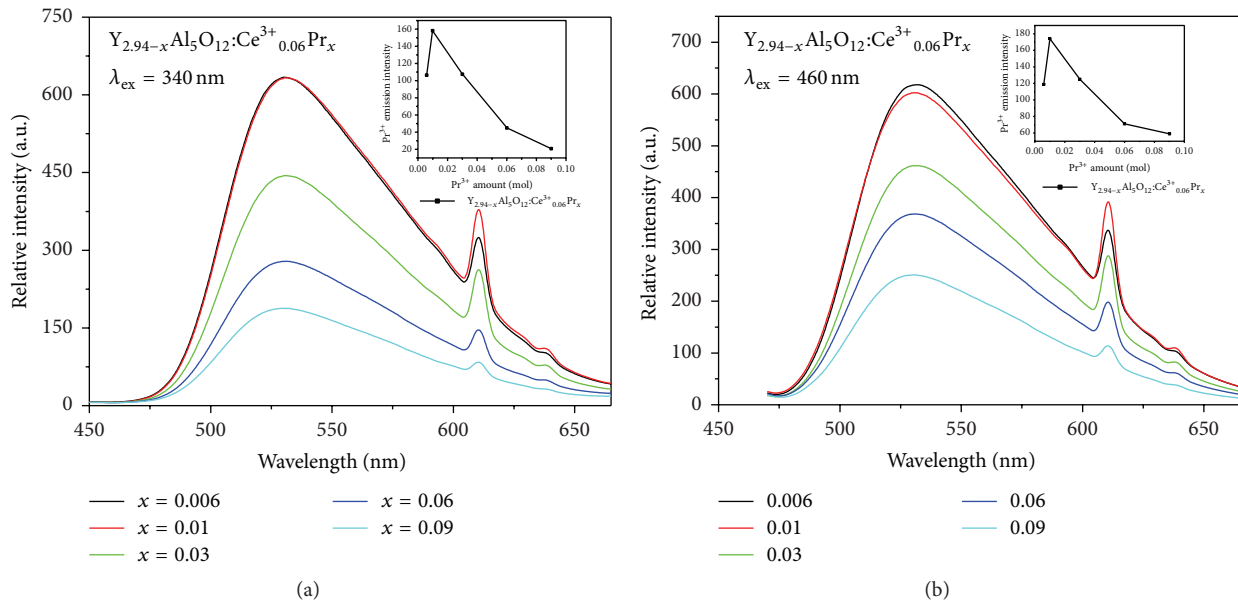 Y₂.₉₄₋ₓAl₅O₁₂:Ce³⁺₀.₀₆Prₓ
λex = 340 nm
Relative intensity (a.u.)
750
600
450
300
150
0
450 500 550 600 650
Wavelength (nm)
Pr³⁺ emission intensity
160
140
120
100
80
60
40
20
0.00 0.02 0.04 0.06 0.08 0.10
Pr³⁺ amount (mol)
Y₂.₉₄₋ₓAl₅O₁₂:Ce³⁺₀.₀₆Prₓ
x = 0.006
x = 0.01
x = 0.03
x = 0.06
x = 0.09
(a)
Y₂.₉₄₋ₓAl₅O₁₂:Ce³⁺₀.₀₆Prₓ
λex = 460 nm
Relative intensity (a.u.)
700
600
500
400
300
200
100
0
450 500 550 600 650
Wavelength (nm)
Pr³⁺ emission intensity
180
160
140
120
100
80
60
0.00 0.02 0.04 0.06 0.08 0.10
Pr³⁺ amount (mol)
Y₂.₉₄₋ₓAl₅O₁₂:Ce³⁺₀.₀₆Prₓ
0.006
0.01
0.03
0.06
0.09
(b)